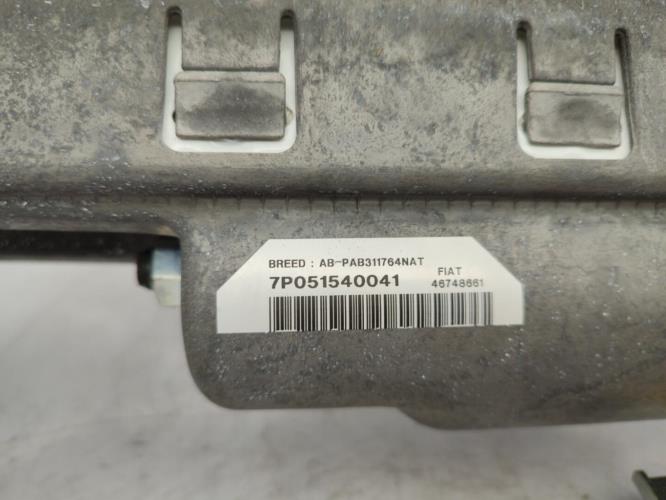 BREED : AB-PAB311764NAT
7P051540041
FIAT
46748661